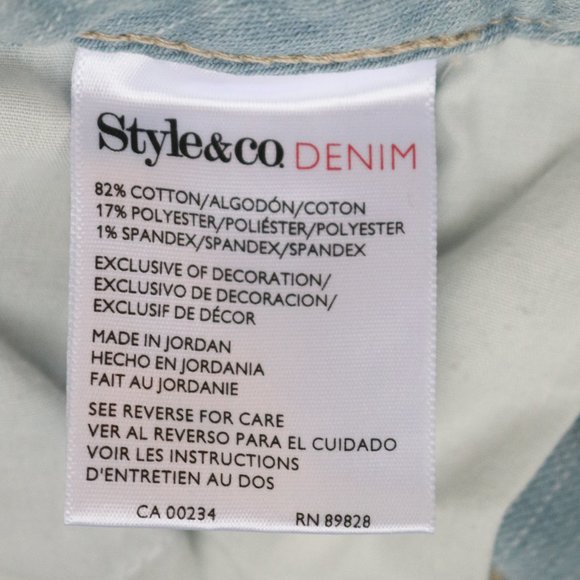 Style&co. DENIM
82% COTTON/ALGODÓN/COTON
17% POLYESTER/POLIÉSTER/POLYESTER
1% SPANDEX/SPANDEX/SPANDEX
EXCLUSIVE OF DECORATION/
EXCLUSIVO DE DECORACION/
EXCLUSIF DE DÉCOR
MADE IN JORDAN
HECHO EN JORDANIA
FAIT AU JORDANIE
SEE REVERSE FOR CARE
VER AL REVERSO PARA EL CUIDADO
VOIR LES INSTRUCTIONS
D'ENTRETIEN AU DOS
CA 00234 RN 89828